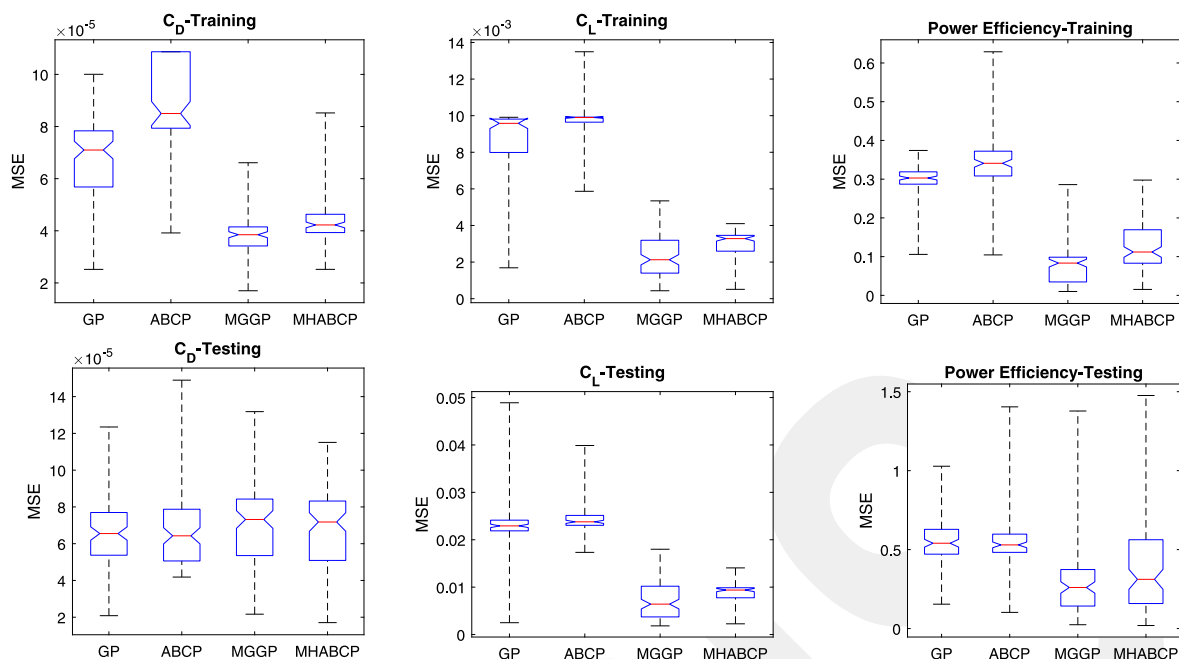 C_D-Training
×10^-5
MSE
10
8
6
4
2
GP ABCP MGGP MHABCP
C_L-Training
×10^-3
MSE
14
12
10
8
6
4
2
0
GP ABCP MGGP MHABCP
Power Efficiency-Training
MSE
0.6
0.5
0.4
0.3
0.2
0.1
0
GP ABCP MGGP MHABCP
C_D-Testing
×10^-5
MSE
14
12
10
8
6
4
2
GP ABCP MGGP MHABCP
C_L-Testing
MSE
0.05
0.04
0.03
0.02
0.01
0
GP ABCP MGGP MHABCP
Power Efficiency-Testing
MSE
1.5
1
0.5
0
GP ABCP MGGP MHABCP